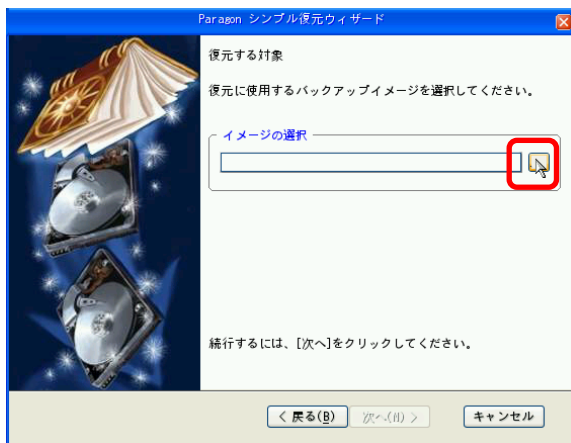 Paragon シンプル復元ウィザード
復元する対象
復元に使用するバックアップイメージを選択してください。
イメージの選択
続行するには、[次へ]をクリックしてください。
< 戻る(B)
次へ(N) >
キャンセル